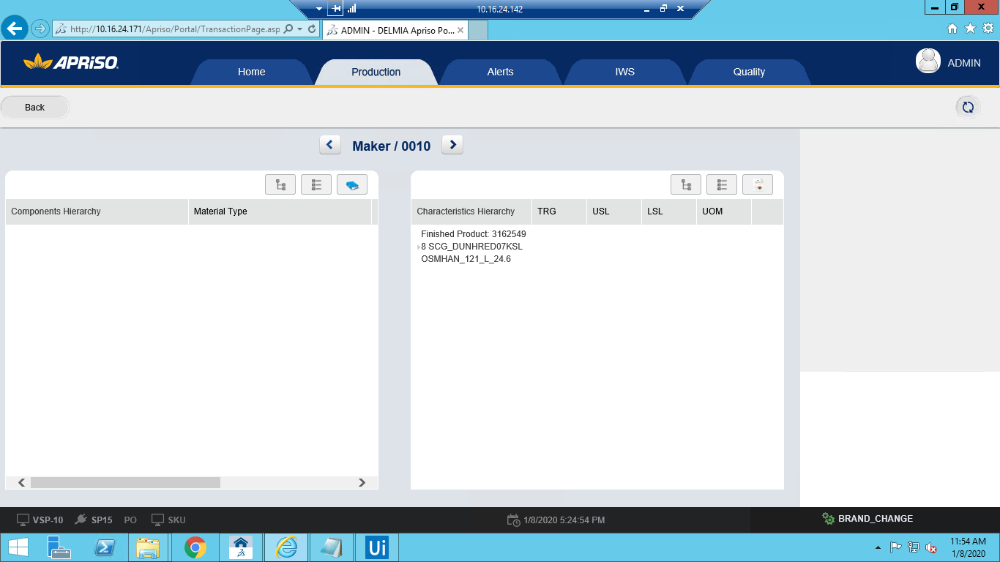 10.16.24.142
http://10.16.24.171/Apriso/Portal/TransactionPage.asp
ADMIN - DELMIA Apriso Po...
APRISO
Home
Production
Alerts
IWS
Quality
ADMIN
Back
Maker / 0010
Components Hierarchy
Material Type
Characteristics Hierarchy
TRG
USL
LSL
UOM
Finished Product: 3162549
8 SCG_DUNHRED07KSL
OSMHAN_121_L_24.6
VSP-10
SP15
PO
SKU
1/8/2020 5:24:54 PM
BRAND_CHANGE
Ui
11:54 AM
1/8/2020